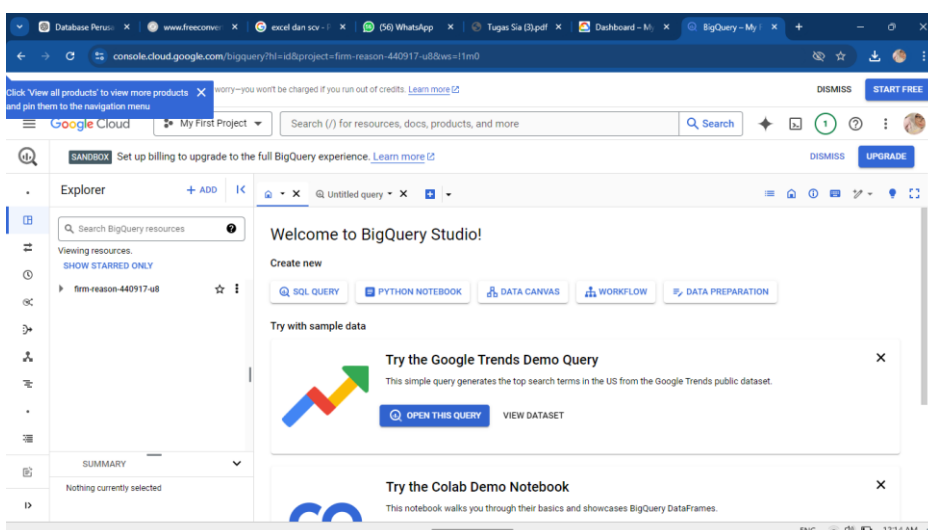 Database Perusa
www.freeconver
excel dan scv -
(56) WhatsApp
Tugas Sia (3).pdf
Dashboard – My
BigQuery – My
console.cloud.google.com/bigquery?hl=id&project=firm-reason-440917-u8&ws=!1m0
Click 'View all products' to view more products
and pin them to the navigation menu
worry—you won't be charged if you run out of credits. Learn more
DISMISS
START FREE
Google Cloud
My First Project
Search (/) for resources, docs, products, and more
Search
1
SANDBOX Set up billing to upgrade to the full BigQuery experience. Learn more
DISMISS
UPGRADE
Explorer
+ ADD
Untitled query
Search BigQuery resources
Viewing resources.
SHOW STARRED ONLY
firm-reason-440917-u8
SUMMARY
Nothing currently selected
Welcome to BigQuery Studio!
Create new
SQL QUERY
PYTHON NOTEBOOK
DATA CANVAS
WORKFLOW
DATA PREPARATION
Try with sample data
Try the Google Trends Demo Query
This simple query generates the top search terms in the US from the Google Trends public dataset.
OPEN THIS QUERY
VIEW DATASET
Try the Colab Demo Notebook
This notebook walks you through their basics and showcases BigQuery DataFrames.